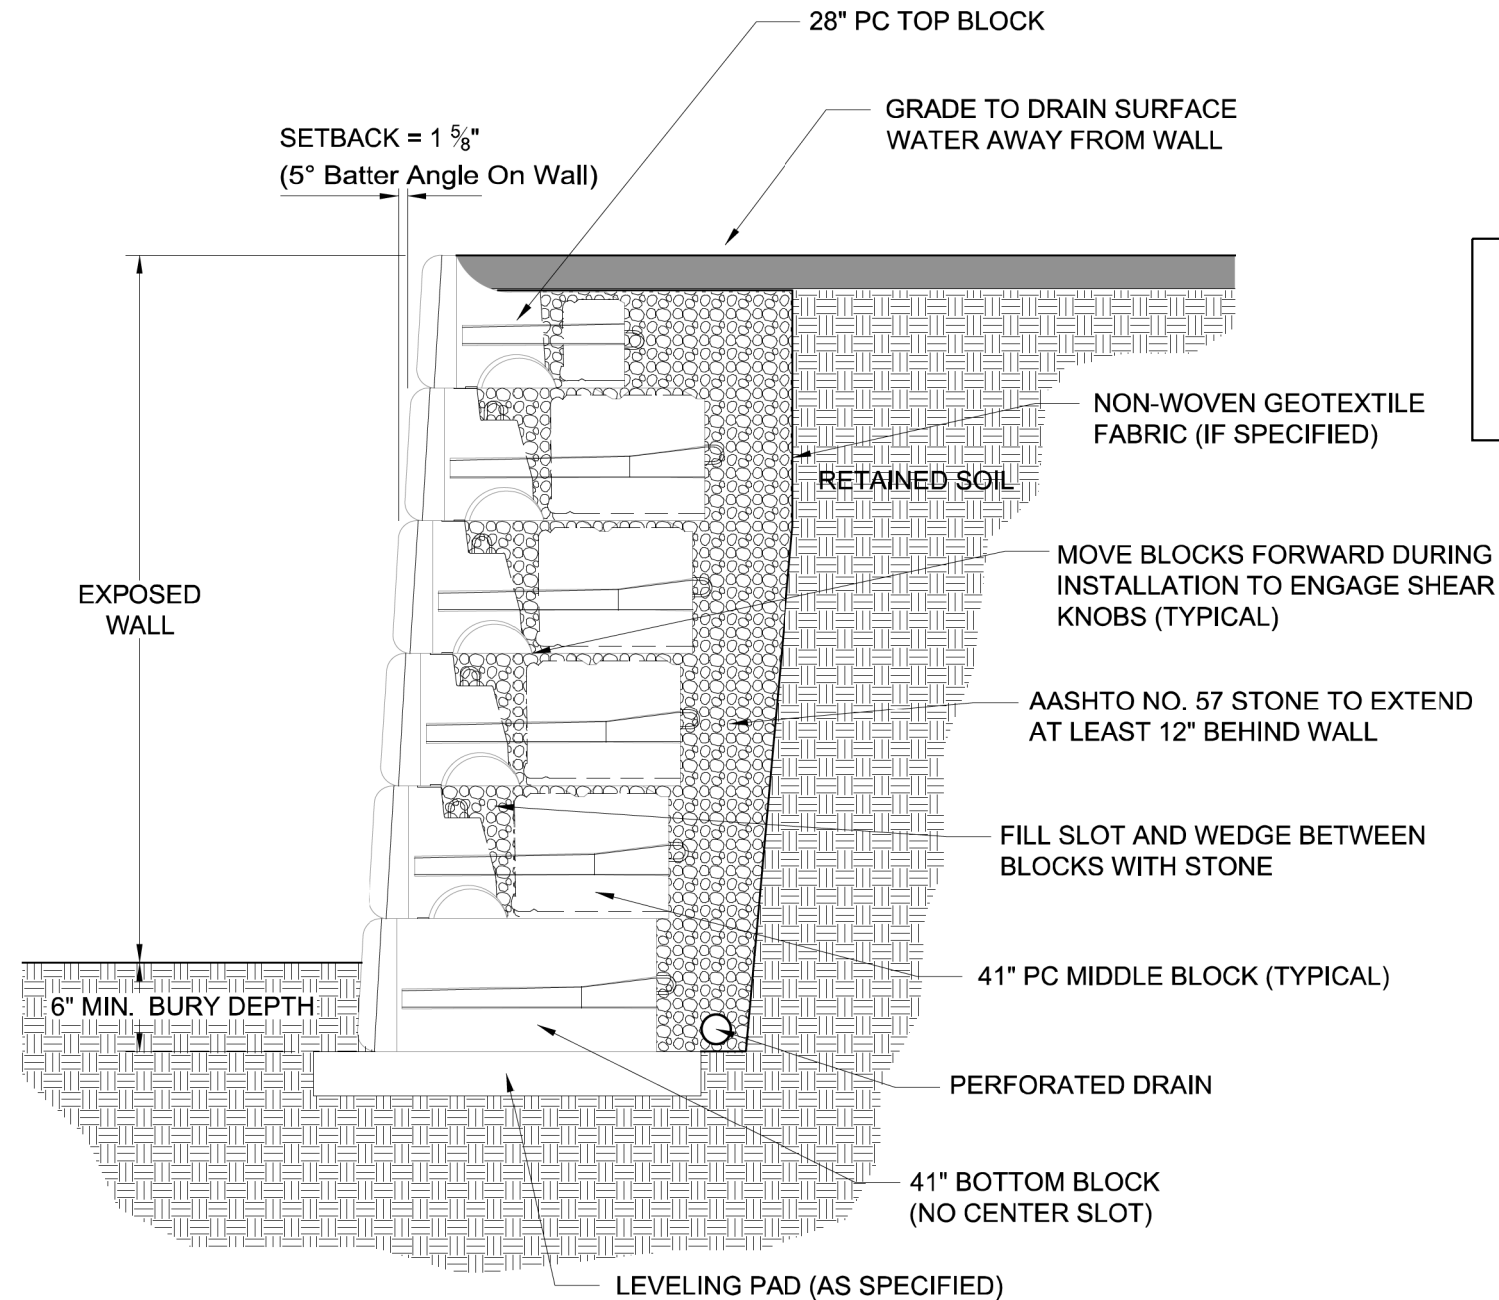 28" PC TOP BLOCK
GRADE TO DRAIN SURFACE
WATER AWAY FROM WALL
SETBACK = 1 5⁄8"
(5° Batter Angle On Wall)
NON-WOVEN GEOTEXTILE
FABRIC (IF SPECIFIED)
RETAINED SOIL
MOVE BLOCKS FORWARD DURING
INSTALLATION TO ENGAGE SHEAR
KNOBS (TYPICAL)
EXPOSED
WALL
AASHTO NO. 57 STONE TO EXTEND
AT LEAST 12" BEHIND WALL
FILL SLOT AND WEDGE BETWEEN
BLOCKS WITH STONE
41" PC MIDDLE BLOCK (TYPICAL)
6" MIN. BURY DEPTH
PERFORATED DRAIN
41" BOTTOM BLOCK
(NO CENTER SLOT)
LEVELING PAD (AS SPECIFIED)